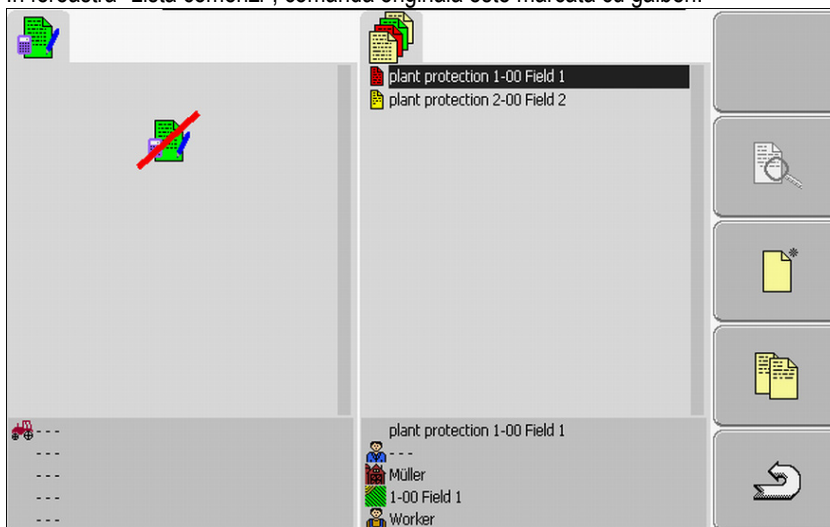 În fereastra "Listă comenzi", comanda originală este marcată cu galben.
plant protection 1-00 Field 1
plant protection 2-00 Field 2
---
---
---
---
---
plant protection 1-00 Field 1
---
Müller
1-00 Field 1
Worker